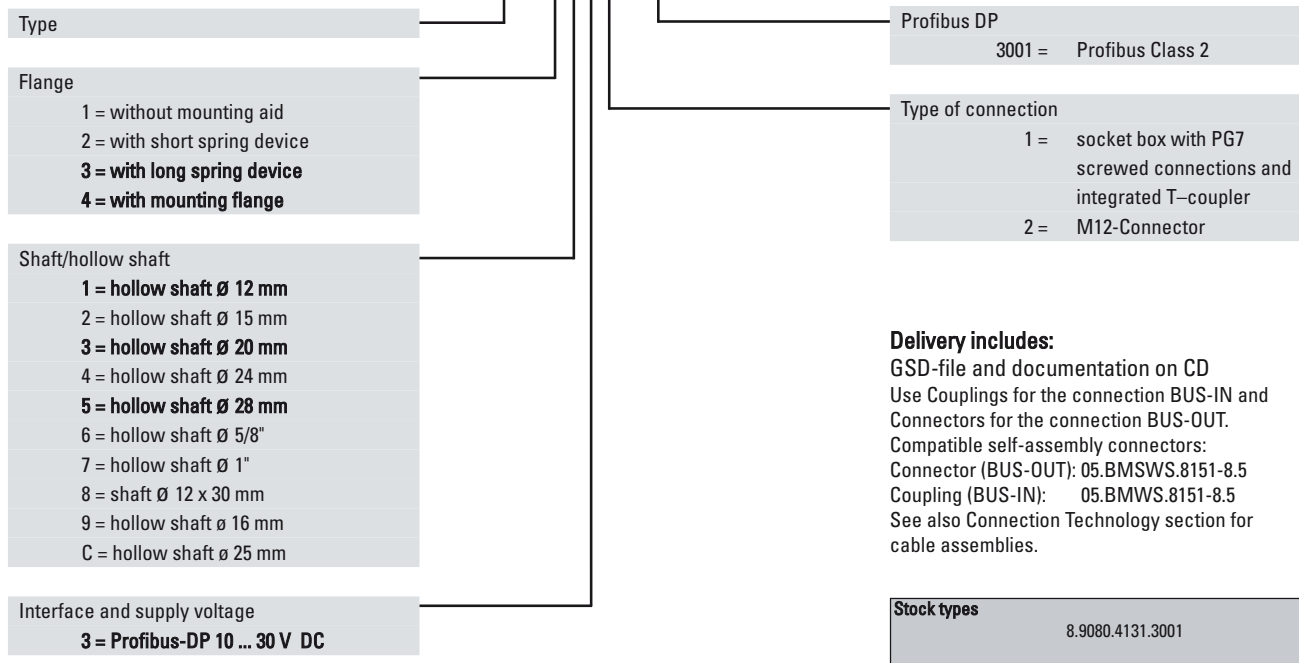 Type
Flange
1 = without mounting aid
2 = with short spring device
3 = with long spring device
4 = with mounting flange
Shaft/hollow shaft
1 = hollow shaft Ø 12 mm
2 = hollow shaft Ø 15 mm
3 = hollow shaft Ø 20 mm
4 = hollow shaft Ø 24 mm
5 = hollow shaft Ø 28 mm
6 = hollow shaft Ø 5/8"
7 = hollow shaft Ø 1"
8 = shaft Ø 12 x 30 mm
9 = hollow shaft ø 16 mm
C = hollow shaft ø 25 mm
Interface and supply voltage
3 = Profibus-DP 10 ... 30 V DC
Profibus DP
3001 = Profibus Class 2
Type of connection
1 = socket box with PG7
screwed connections and
integrated T–coupler
2 = M12-Connector
Delivery includes:
GSD-file and documentation on CD
Use Couplings for the connection BUS-IN and
Connectors for the connection BUS-OUT.
Compatible self-assembly connectors:
Connector (BUS-OUT): 05.BMSWS.8151-8.5
Coupling (BUS-IN): 05.BMWS.8151-8.5
See also Connection Technology section for
cable assemblies.
Stock types
8.9080.4131.3001